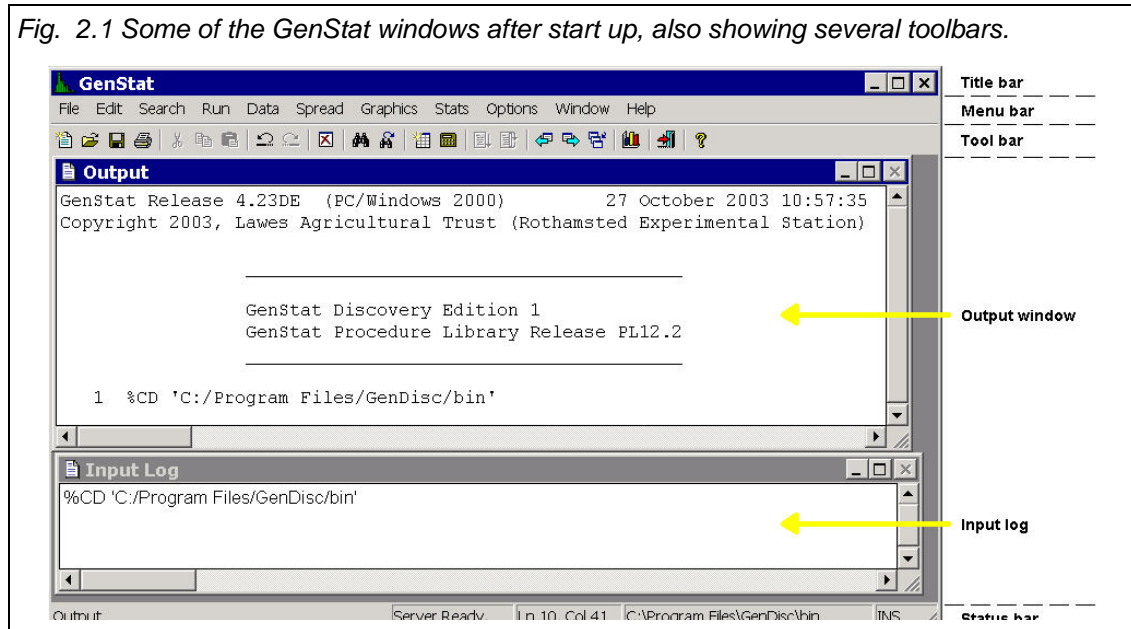 Fig. 2.1 Some of the GenStat windows after start up, also showing several toolbars.
GenStat
Title bar
File Edit Search Run Data Spread Graphics Stats Options Window Help
Menu bar
Tool bar
Output
GenStat Release 4.23DE (PC/Windows 2000) 27 October 2003 10:57:35
Copyright 2003, Lawes Agricultural Trust (Rothamsted Experimental Station)
GenStat Discovery Edition 1
GenStat Procedure Library Release PL12.2
Output window
1 %CD 'C:/Program Files/GenDisc/bin'
Input Log
%CD 'C:/Program Files/GenDisc/bin'
Input log
Output Server Ready. Ln 10 Col 41 C:\Program Files\GenDisc\bin INS
Status bar